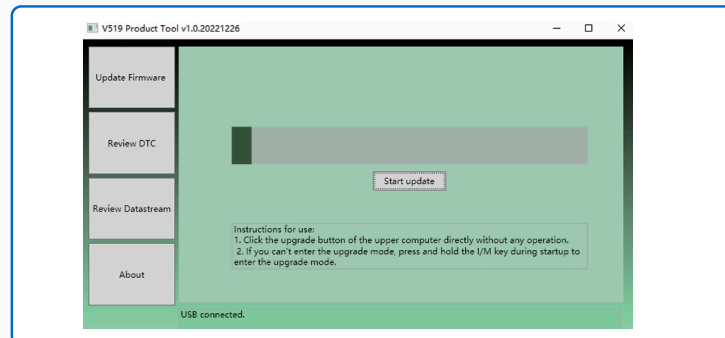 V519 Product Tool v1.0.20221226
Update Firmware
Review DTC
Review Datastream
About
Start update
Instructions for use:
1. Click the upgrade button of the upper computer directly without any operation.
2. If you can't enter the upgrade mode, press and hold the I/M key during startup to
enter the upgrade mode.
USB connected.